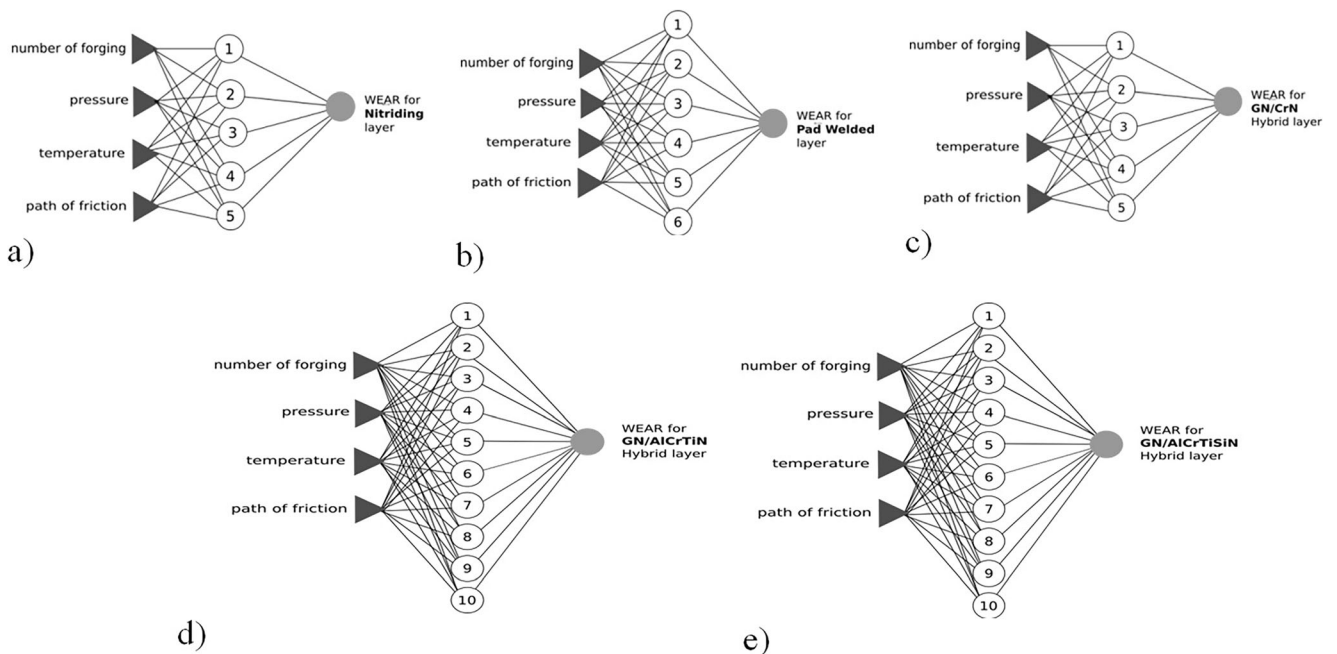 number of forging
pressure
temperature
path of friction
1
2
3
4
5
WEAR for
Nitriding
layer
a)
number of forging
pressure
temperature
path of friction
1
2
3
4
5
6
WEAR for
Pad Welded
layer
b)
number of forging
pressure
temperature
path of friction
1
2
3
4
5
WEAR for
GN/CrN
Hybrid layer
c)
number of forging
pressure
temperature
path of friction
1
2
3
4
5
6
7
8
9
10
WEAR for
GN/AlCrTiN
Hybrid layer
d)
number of forging
pressure
temperature
path of friction
1
2
3
4
5
6
7
8
9
10
WEAR for
GN/AlCrTiSiN
Hybrid layer
e)